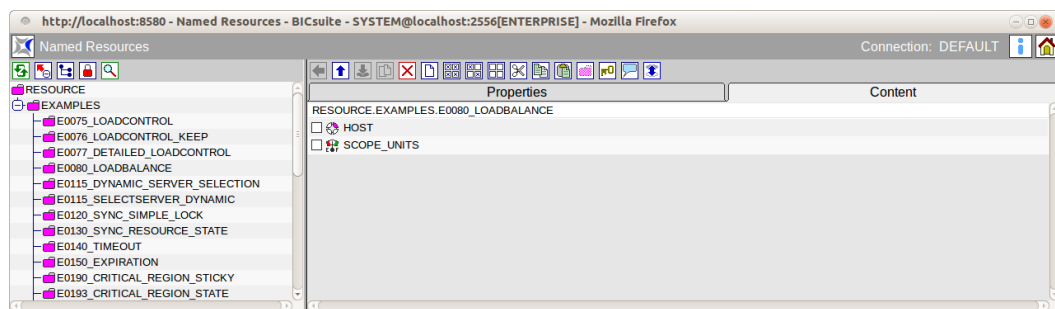 http://localhost:8580 - Named Resources - BICsuite - SYSTEM@localhost:2556[ENTERPRISE] - Mozilla Firefox
Named Resources
Connection: DEFAULT
RESOURCE
EXAMPLES
E0075_LOADCONTROL
E0076_LOADCONTROL_KEEP
E0077_DETAILED_LOADCONTROL
E0080_LOADBALANCE
E0115_DYNAMIC_SERVER_SELECTION
E0115_SELECTSERVER_DYNAMIC
E0120_SYNC_SIMPLE_LOCK
E0130_SYNC_RESOURCE_STATE
E0140_TIMEOUT
E0150_EXPIRATION
E0190_CRITICAL_REGION_STICKY
E0193_CRITICAL_REGION_STATE
Properties
Content
RESOURCE.EXAMPLES.E0080_LOADBALANCE
HOST
SCOPE_UNITS